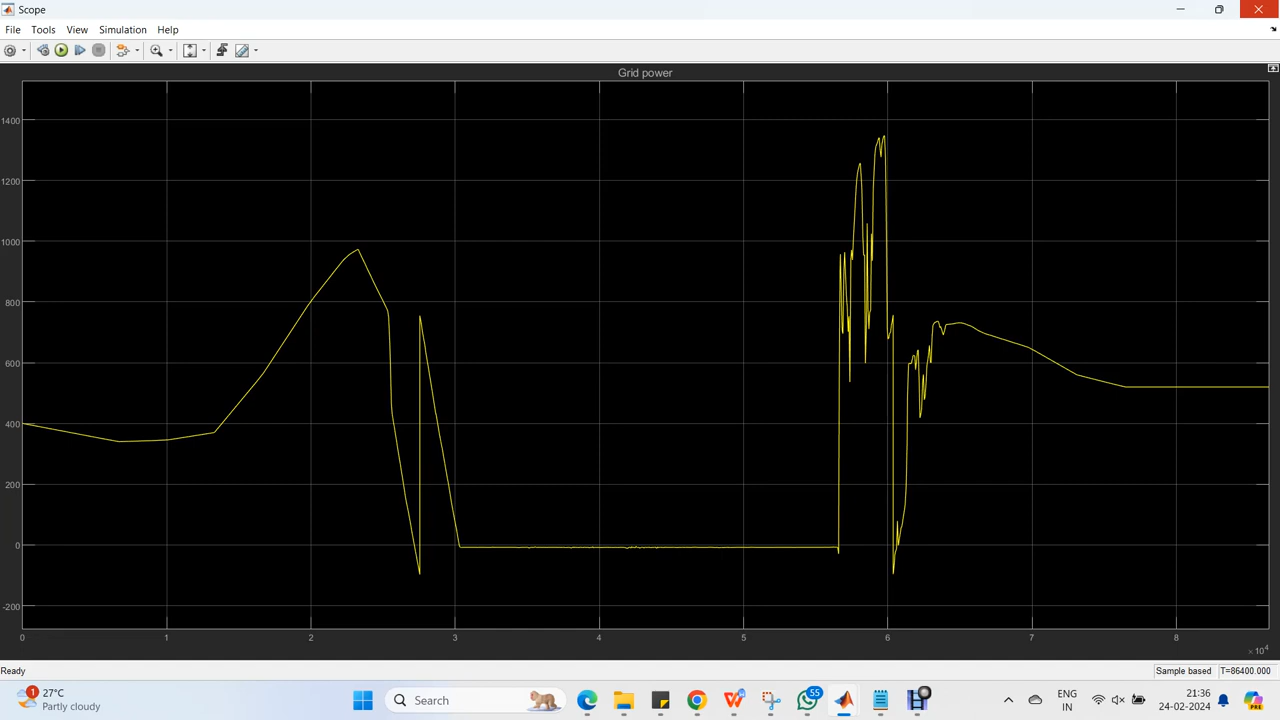 Scope
File Tools View Simulation Help
Grid power
1400
1200
1000
800
600
400
200
0
-200
0 1 2 3 4 5 6 7 8
×10⁴
Ready
Sample based T=86400.000
1
27°C
Partly cloudy
Search
55
ENG
IN
21:36
24-02-2024
PRE